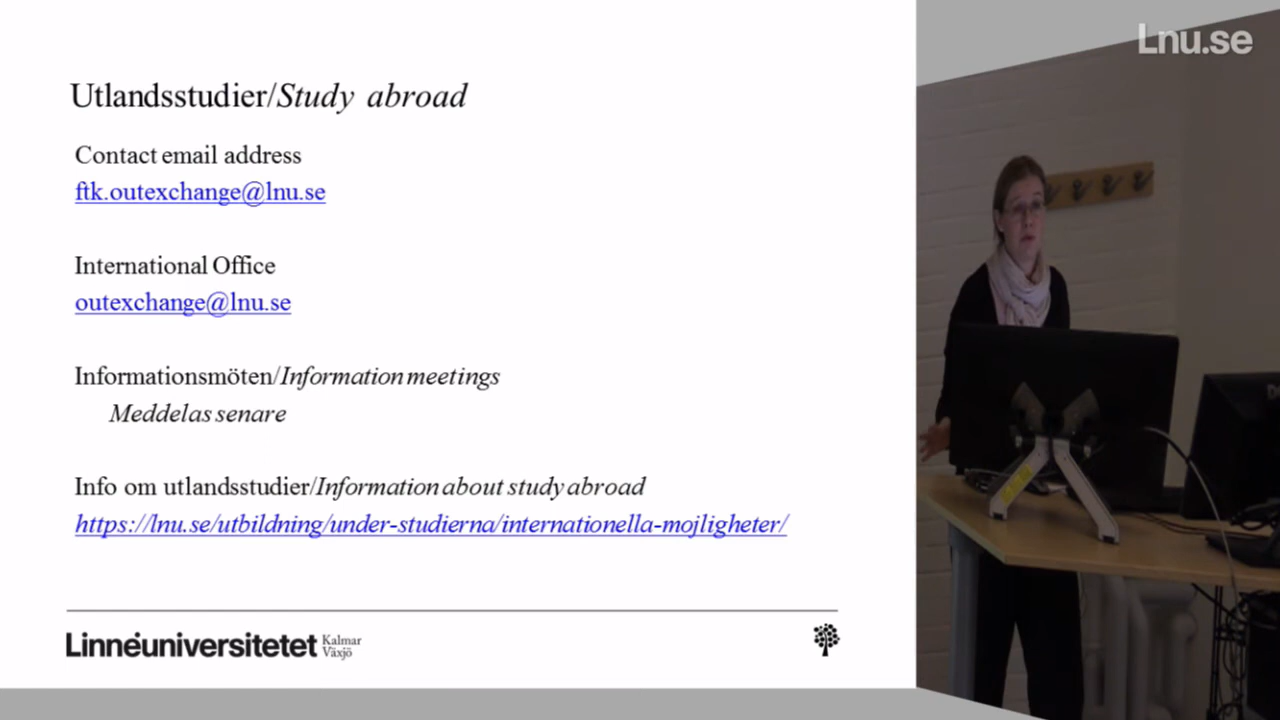 Lnu.se
Utlandsstudier/Study abroad
Contact email address
ftk.outexchange@lnu.se
International Office
outexchange@lnu.se
Informationsmöten/Information meetings
Meddelas senare
Info om utlandsstudier/Information about study abroad
https://lnu.se/utbildning/under-studierna/internationella-mojligheter/
Linnéuniversitetet Kalmar
Växjö